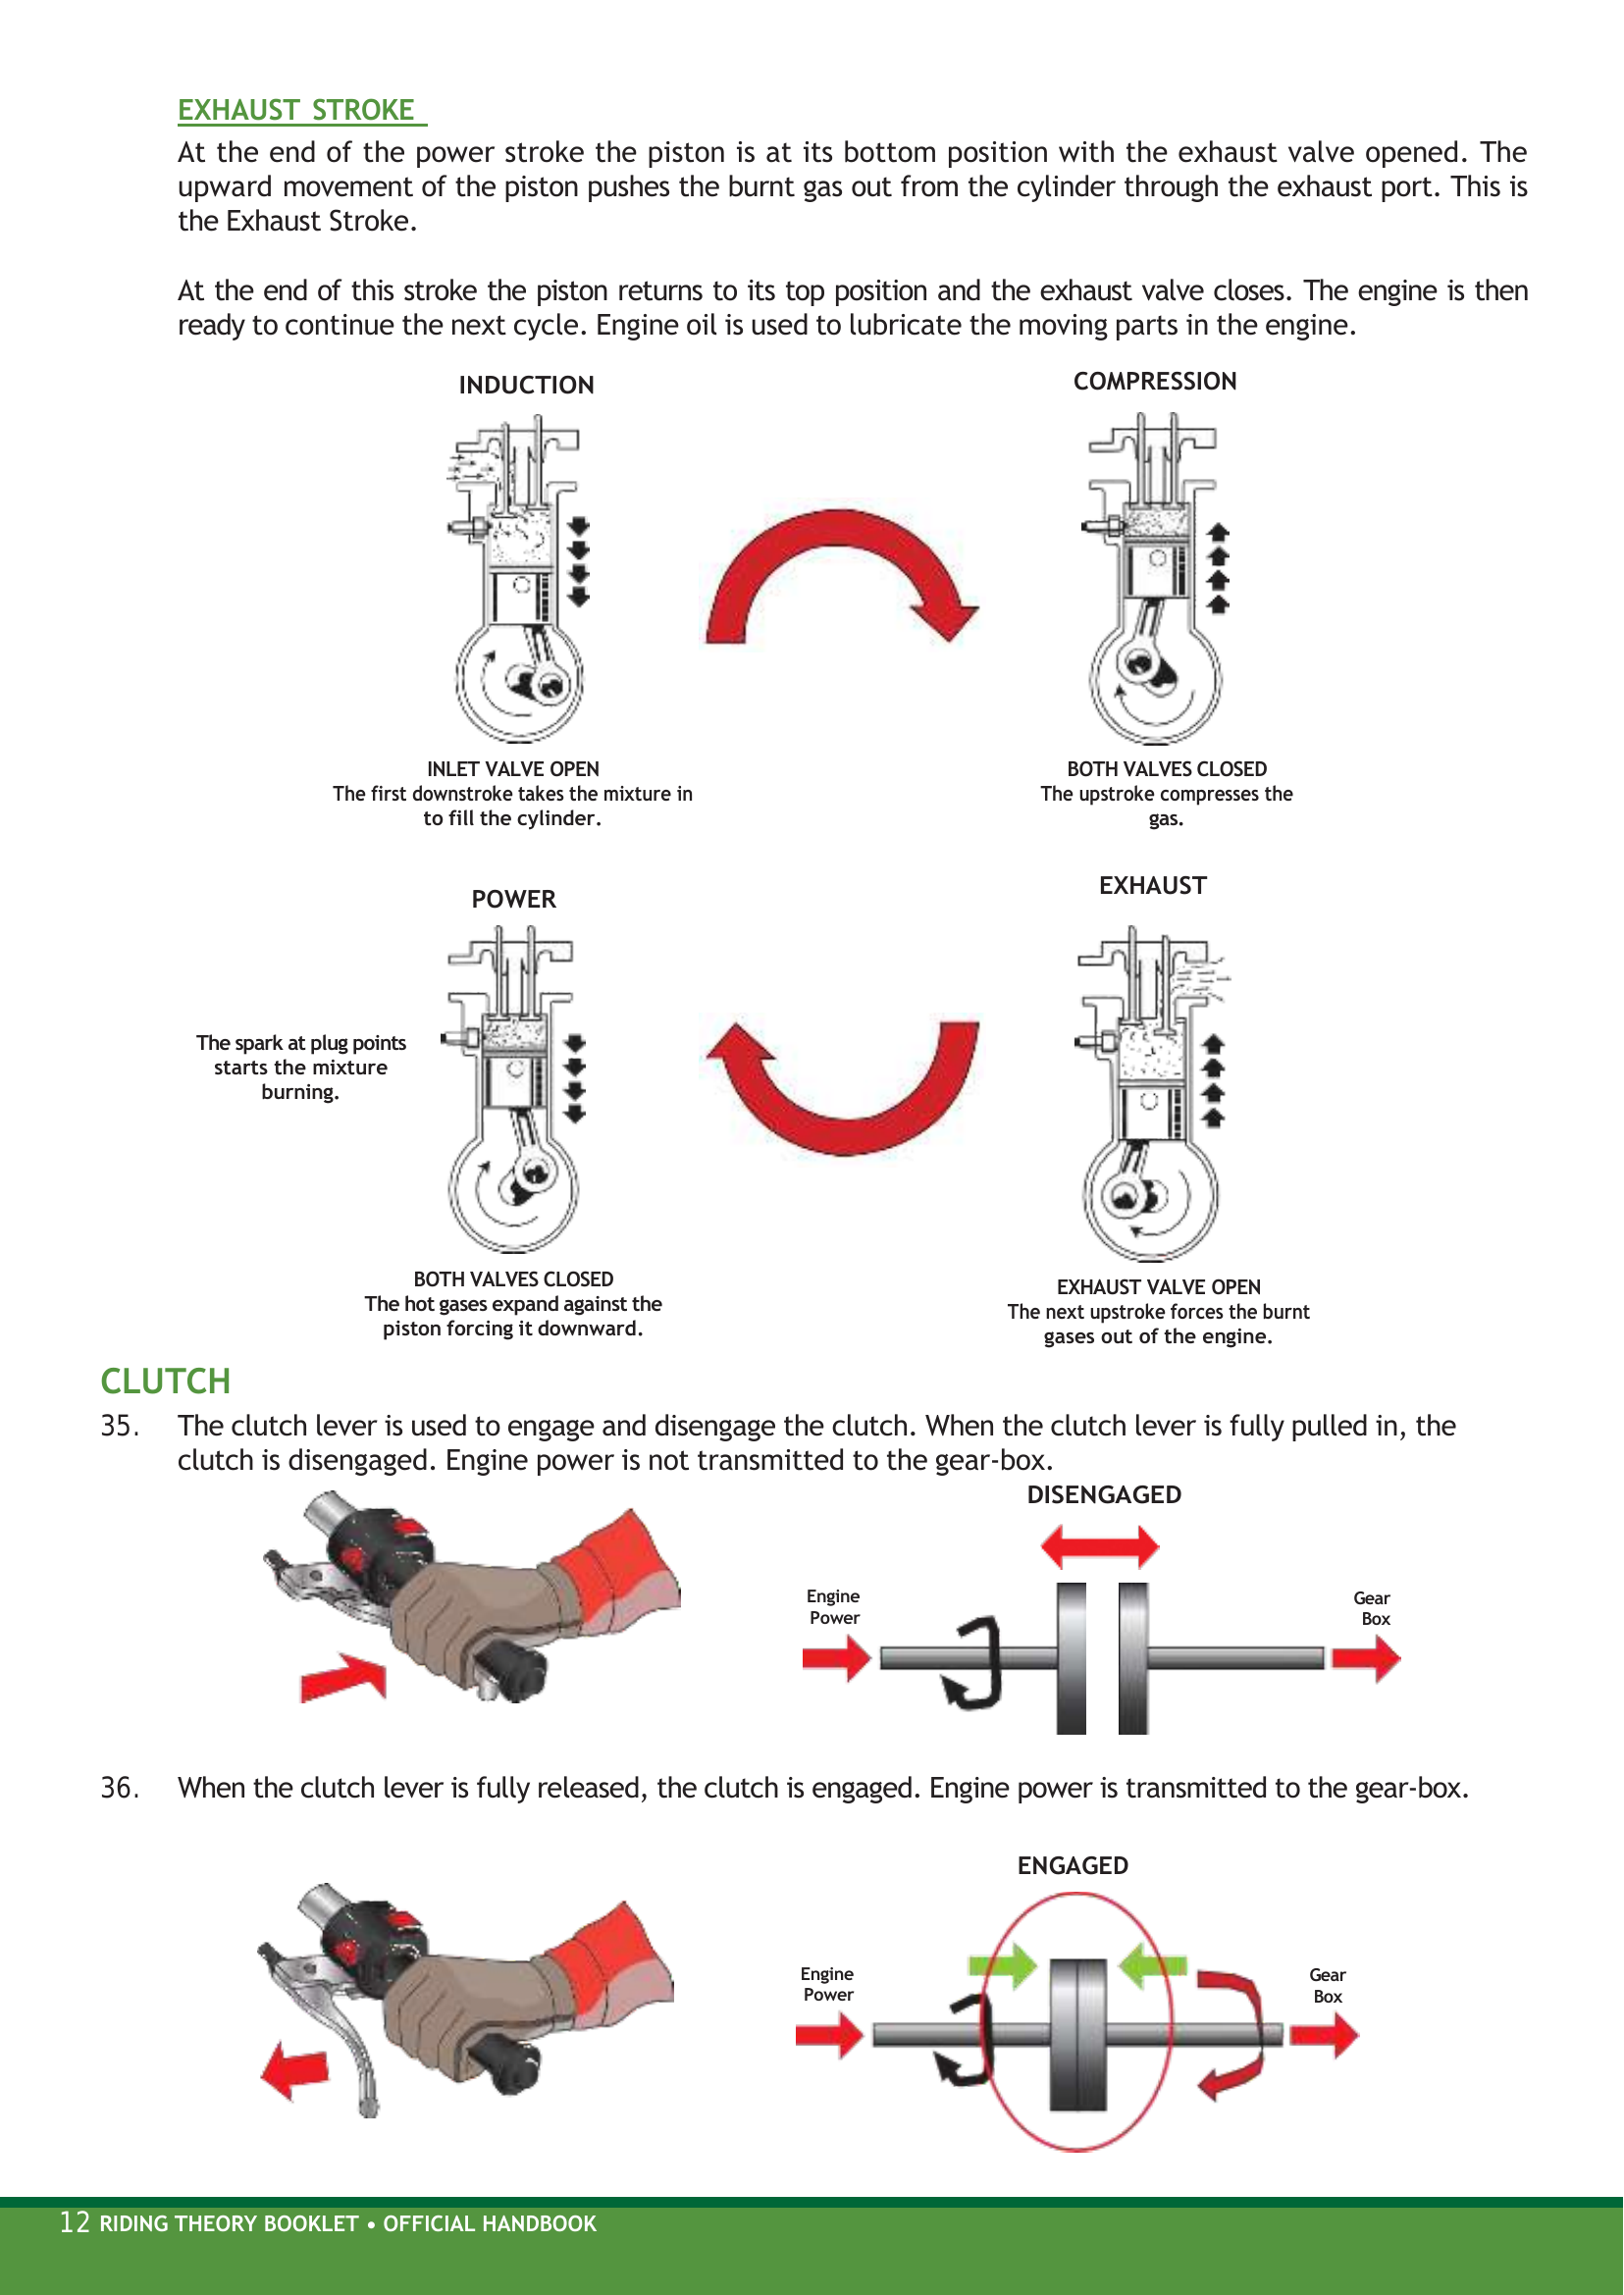 EXHAUST STROKE
At the end of the power stroke the piston is at its bottom position with the exhaust valve opened. The
upward movement of the piston pushes the burnt gas out from the cylinder through the exhaust port. This is
the Exhaust Stroke.
At the end of this stroke the piston returns to its top position and the exhaust valve closes. The engine is then
ready to continue the next cycle. Engine oil is used to lubricate the moving parts in the engine.
INDUCTION
COMPRESSION
INLET VALVE OPEN
The first downstroke takes the mixture in
to fill the cylinder.
BOTH VALVES CLOSED
The upstroke compresses the
gas.
POWER
EXHAUST
The spark at plug points
starts the mixture
burning.
BOTH VALVES CLOSED
The hot gases expand against the
piston forcing it downward.
EXHAUST VALVE OPEN
The next upstroke forces the burnt
gases out of the engine.
CLUTCH
35. The clutch lever is used to engage and disengage the clutch. When the clutch lever is fully pulled in, the
clutch is disengaged. Engine power is not transmitted to the gear-box.
DISENGAGED
Engine
Power
Gear
Box
36. When the clutch lever is fully released, the clutch is engaged. Engine power is transmitted to the gear-box.
ENGAGED
Engine
Power
Gear
Box
12 RIDING THEORY BOOKLET • OFFICIAL HANDBOOK